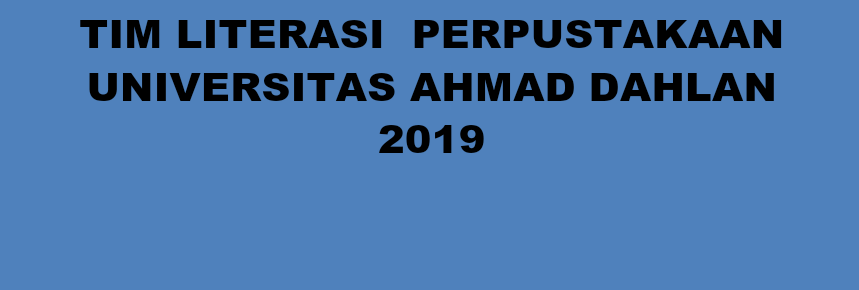 TIM LITERASI  PERPUSTAKAAN
UNIVERSITAS AHMAD DAHLAN
2019